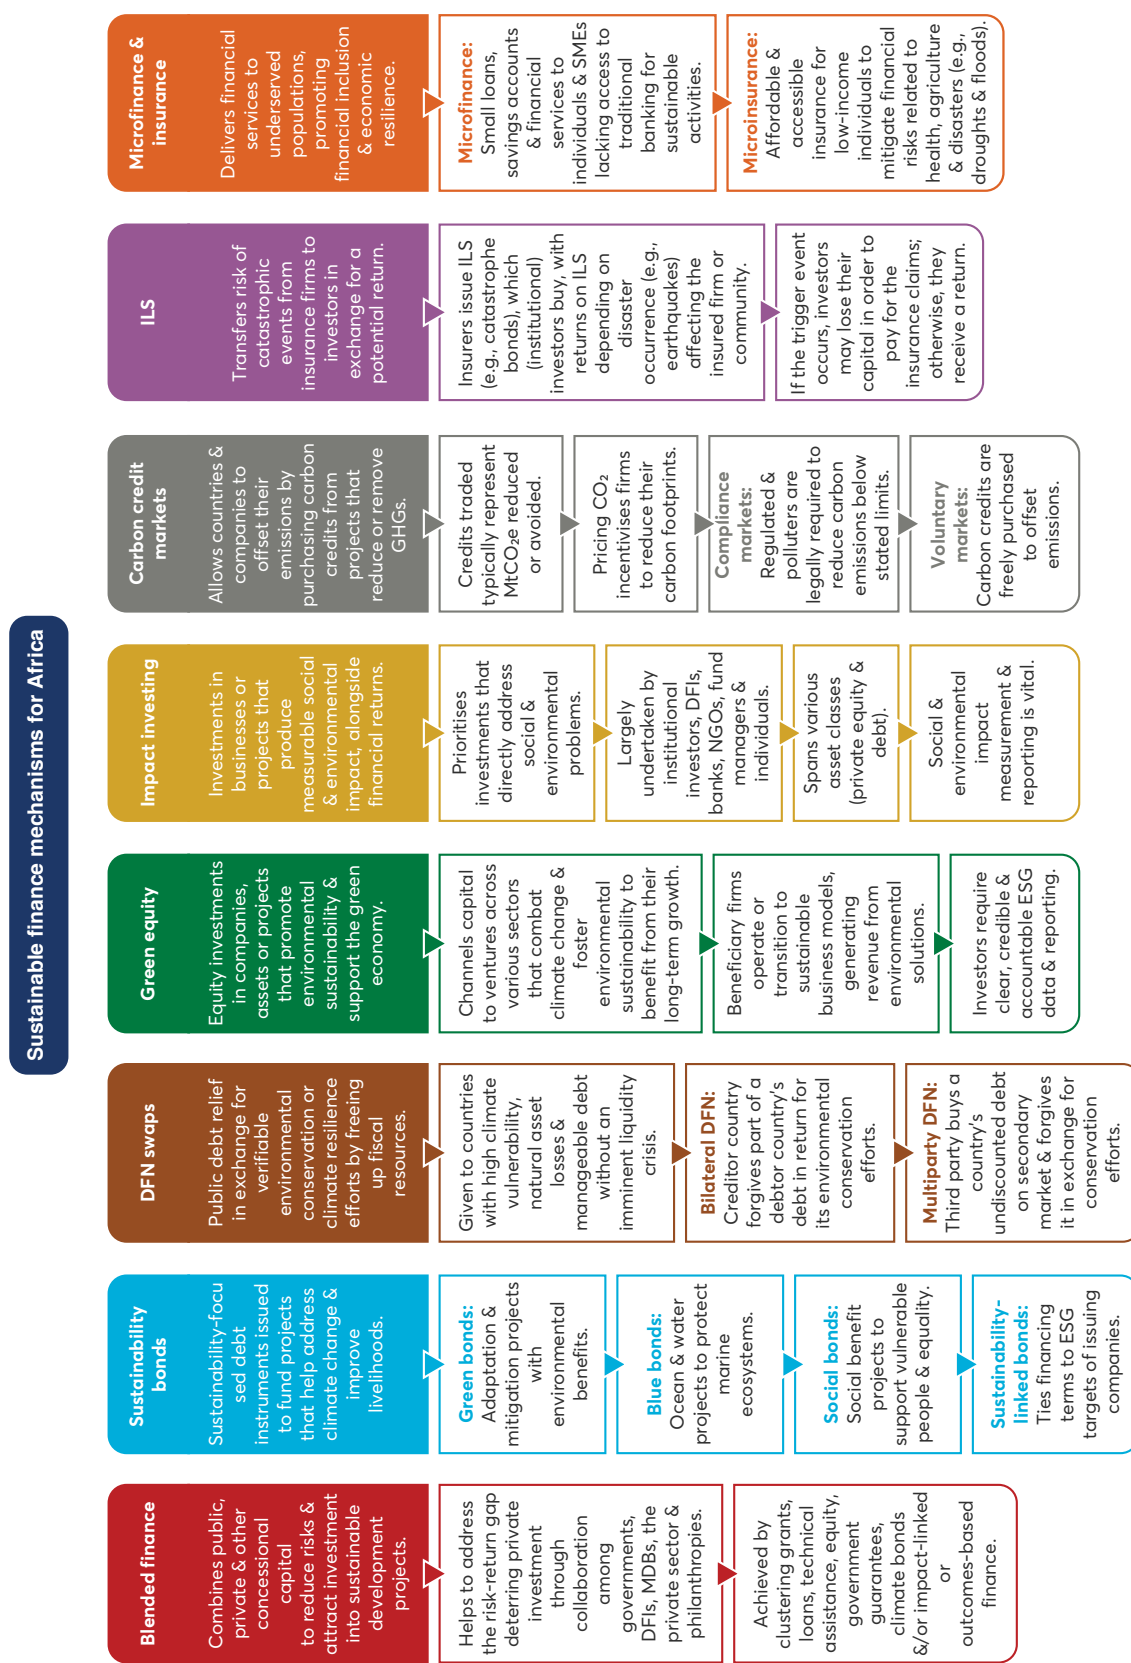 Sustainable finance mechanisms for Africa
Blended finance
Combines public,
private & other
concessional
capital
to reduce risks &
attract investment
into sustainable
development
projects.
Helps to address
the risk-return gap
deterring private
investment
through
collaboration
among
governments,
DFIs, MDBs, the
private sector &
philanthropies.
Achieved by
clustering grants,
loans, technical
assistance, equity,
government
guarantees,
climate bonds
&/or impact-linked
or
outcomes-based
finance.
Sustainability
bonds
Sustainability-focu
sed debt
instruments issued
to fund projects
that help address
climate change &
improve
livelihoods.
Green bonds:
Adaptation &
mitigation projects
with
environmental
benefits.
Blue bonds:
Ocean & water
projects to protect
marine
ecosystems.
Social bonds:
Social benefit
projects to
support vulnerable
people & equality.
Sustainability-
linked bonds:
Ties financing
terms to ESG
targets of issuing
companies.
DFN swaps
Public debt relief
in exchange for
verifiable
environmental
conservation or
climate resilience
efforts by freeing
up fiscal
resources.
Given to countries
with high climate
vulnerability,
natural asset
losses &
manageable debt
without an
imminent liquidity
crisis.
Bilateral DFN:
Creditor country
forgives part of a
debtor country's
debt in return for
its environmental
conservation
efforts.
Multiparty DFN:
Third party buys a
country's
undiscounted debt
on secondary
market & forgives
it in exchange for
conservation
efforts.
Green equity
Equity investments
in companies,
assets or projects
that promote
environmental
sustainability &
support the green
economy.
Channels capital
to ventures across
various sectors
that combat
climate change &
foster
environmental
sustainability to
benefit from their
long-term growth.
Beneficiary firms
operate or
transition to
sustainable
business models,
generating
revenue from
environmental
solutions.
Investors require
clear, credible &
accountable ESG
data & reporting.
Impact investing
Investments in
businesses or
projects that
produce
measurable social
& environmental
impact, alongside
financial returns.
Prioritises
investments that
directly address
social &
environmental
problems.
Largely
undertaken by
institutional
investors, DFIs,
banks, NGOs, fund
managers &
individuals.
Spans various
asset classes
(private equity &
debt).
Social &
environmental
impact
measurement &
reporting is vital.
Carbon credit
markets
Allows countries &
companies to
offset their
emissions by
purchasing carbon
credits from
projects that
reduce or remove
GHGs.
Credits traded
typically represent
MtCO₂e reduced
or avoided.
Pricing CO₂
incentivises firms
to reduce their
carbon footprints.
Compliance
markets:
Regulated &
polluters are
legally required to
reduce carbon
emissions below
stated limits.
Voluntary
markets:
Carbon credits are
freely purchased
to offset
emissions.
ILS
Transfers risk of
catastrophic
events from
insurance firms to
investors in
exchange for a
potential return.
Insurers issue ILS
(e.g., catastrophe
bonds), which
(institutional)
investors buy, with
returns on ILS
depending on
disaster
occurrence (e.g.,
earthquakes)
affecting the
insured firm or
community.
If the trigger event
occurs, investors
may lose their
capital in order to
pay for the
insurance claims;
otherwise, they
receive a return.
Microfinance &
insurance
Delivers financial
services to
underserved
populations,
promoting
financial inclusion
& economic
resilience.
Microfinance:
Small loans,
savings accounts
& financial
services to
individuals & SMEs
lacking access to
traditional
banking for
sustainable
activities.
Microinsurance:
Affordable &
accessible
insurance for
low-income
individuals to
mitigate financial
risks related to
health, agriculture
& disasters (e.g.,
droughts & floods).